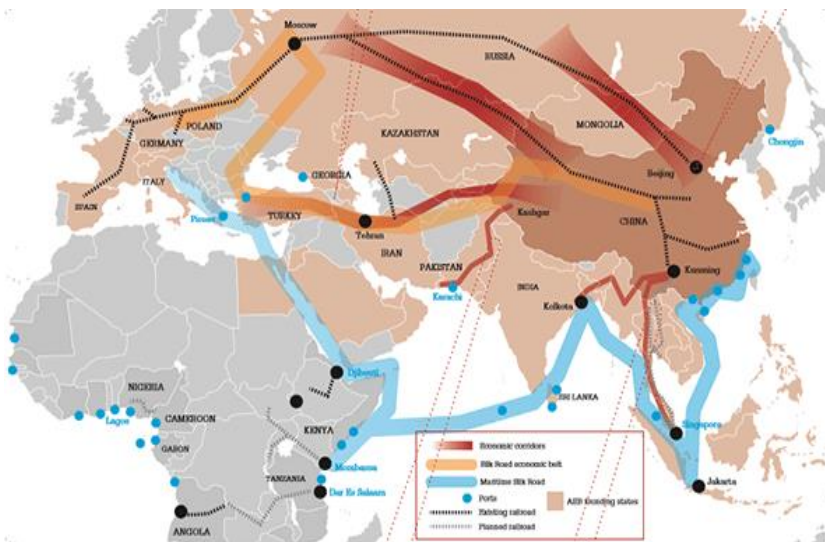 Moscow
RUSSIA
POLAND
GERMANY
KAZAKHSTAN
MONGOLIA
Chongjin
ITALY
GEORGIA
Beijing
SPAIN
Piraeus
TURKEY
Kashgar
CHINA
Tehran
IRAN
PAKISTAN
Kunming
INDIA
Karachi
Kolkota
Djibouti
NIGERIA
SRI LANKA
Lagos
CAMEROON
KENYA
Singapore
GABON
Mombassa
TANZANIA
Jakarta
Dar Es Salaam
ANGOLA
Economic corridors
Silk Road economic belt
Maritime Silk Road
Ports
AIIB founding states
Existing railroad
Planned railroad